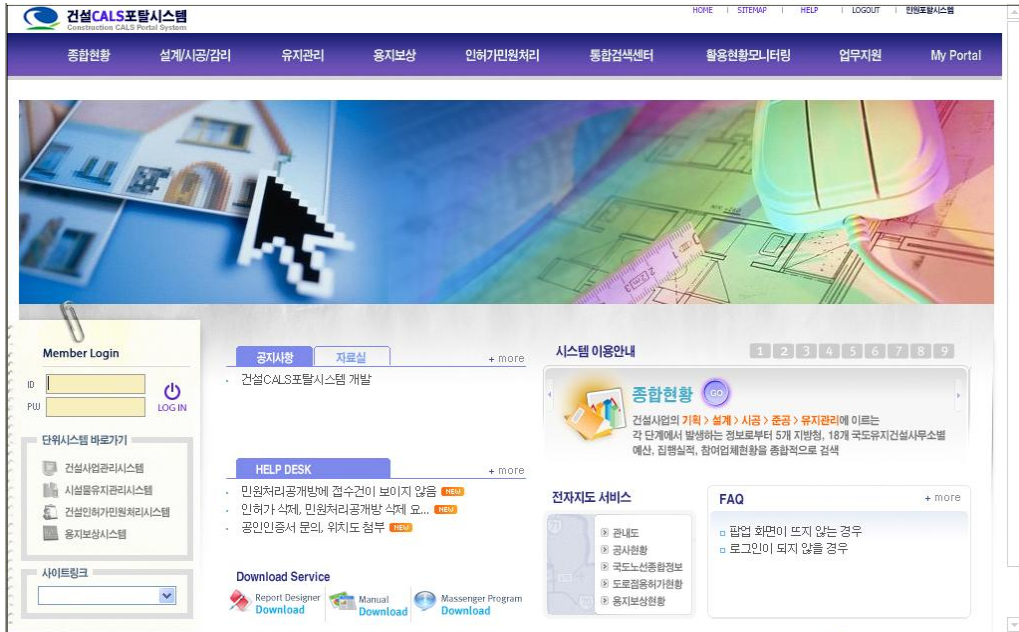 건설CALS포탈시스템
Construction CALS Portal System
HOME | SITEMAP | HELP | LOGOUT | 민원포탈시스템
종합현황 설계/시공/감리 유지관리 용지보상 인허가민원처리 통합검색센터 활용현황모니터링 업무지원 My Portal
Member Login
ID
PW
LOG IN
단위시스템 바로가기
건설사업관리시스템
시설물유지관리시스템
건설인허가민원처리시스템
용지보상시스템
사이트링크
공지사항 자료실 + more
건설CALS포탈시스템 개발
HELP DESK + more
민원처리공개방에 접수건이 보이지 않음 NEW
인허가 삭제, 민원처리공개방 삭제 요... NEW
공인인증서 문의, 위치도 첨부 NEW
Download Service
Report Designer Download
Manual Download
Massenger Program Download
시스템 이용안내 1 2 3 4 5 6 7 8 9
종합현황 GO
건설사업의 기획 > 설계 > 시공 > 준공 > 유지관리에 이르는
각 단계에서 발생하는 정보로부터 5개 지방청, 18개 국도유지건설사무소별
예산, 집행실적, 참여업체현황을 종합적으로 검색
전자지도 서비스
관내도
공사현황
국도노선종합정보
도로점용허가현황
용지보상현황
FAQ + more
팝업 화면이 뜨지 않는 경우
로그인이 되지 않을 경우